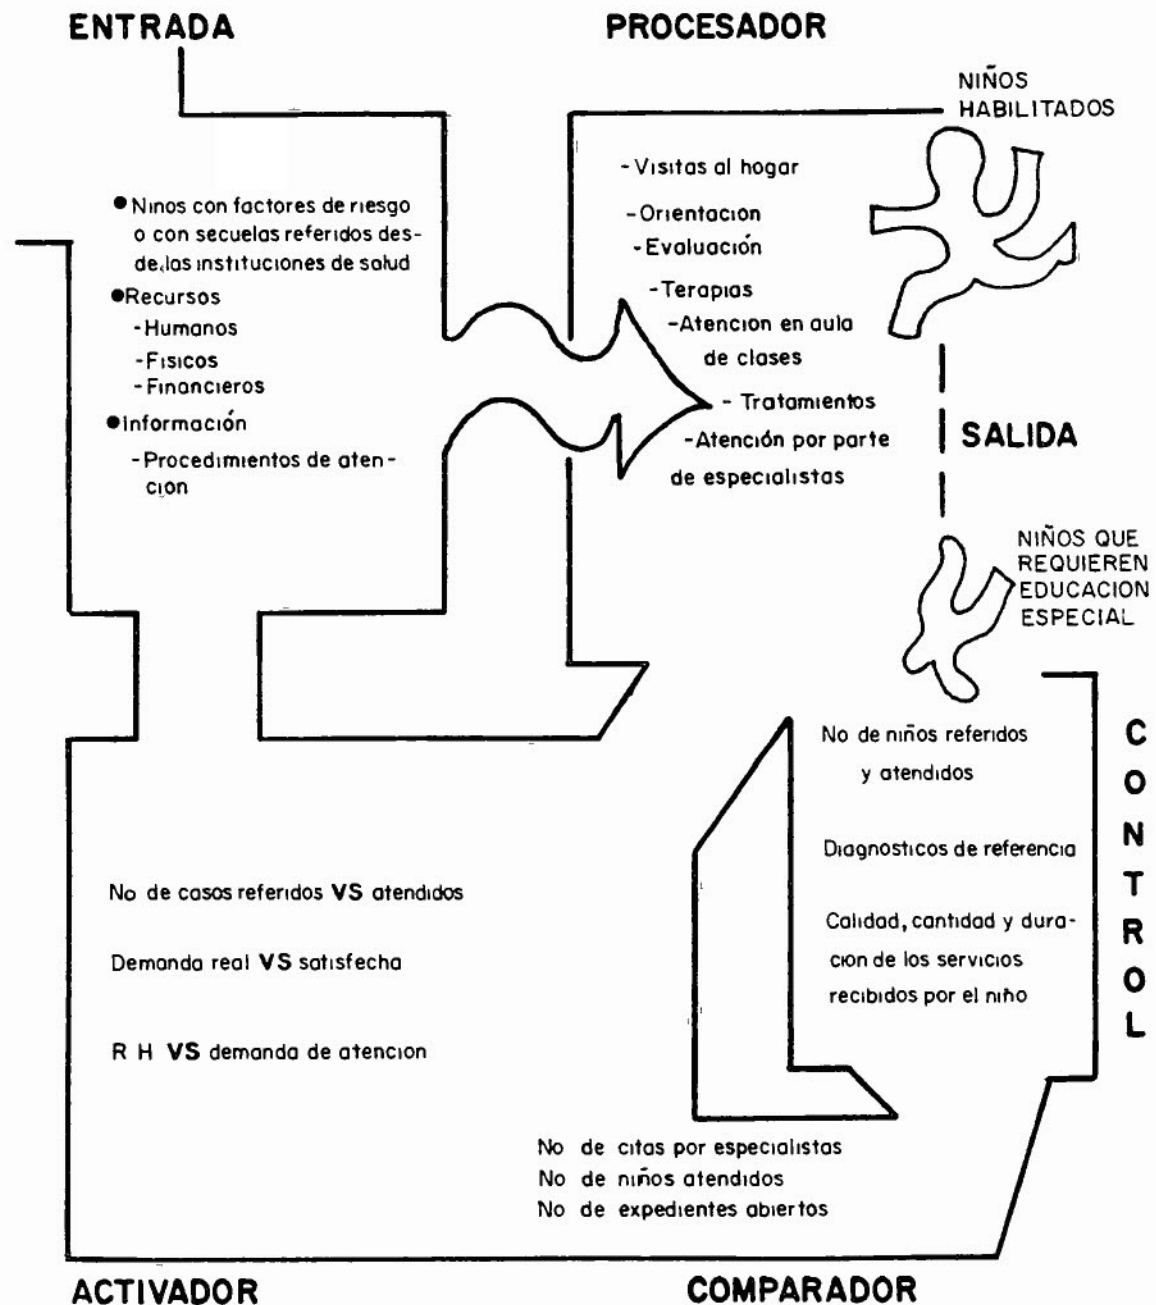 ENTRADA
PROCESADOR
NIÑOS
HABILITADOS
● Ninos con factores de riesgo
o con secuelas referidos des-
de las instituciones de salud
●Recursos
-Humanos
-Fisicos
-Financieros
●Información
-Procedimientos de aten-
cion
-Visitas al hogar
-Orientacion
-Evaluación
-Terapias
-Atencion en aula
de clases
- Tratamientos
-Atención por parte
de especialistas
SALIDA
NIÑOS QUE
REQUIEREN
EDUCACION
ESPECIAL
No de niños referidos
y atendidos
Diagnosticos de referencia
Calidad, cantidad y dura-
cion de los servicios
recibidos por el niño
CONTROL
No de casos referidos VS atendidos
Demanda real VS satisfecha
R H VS demanda de atencion
No de citas por especialistas
No de niños atendidos
No de expedientes abiertos
ACTIVADOR
COMPARADOR